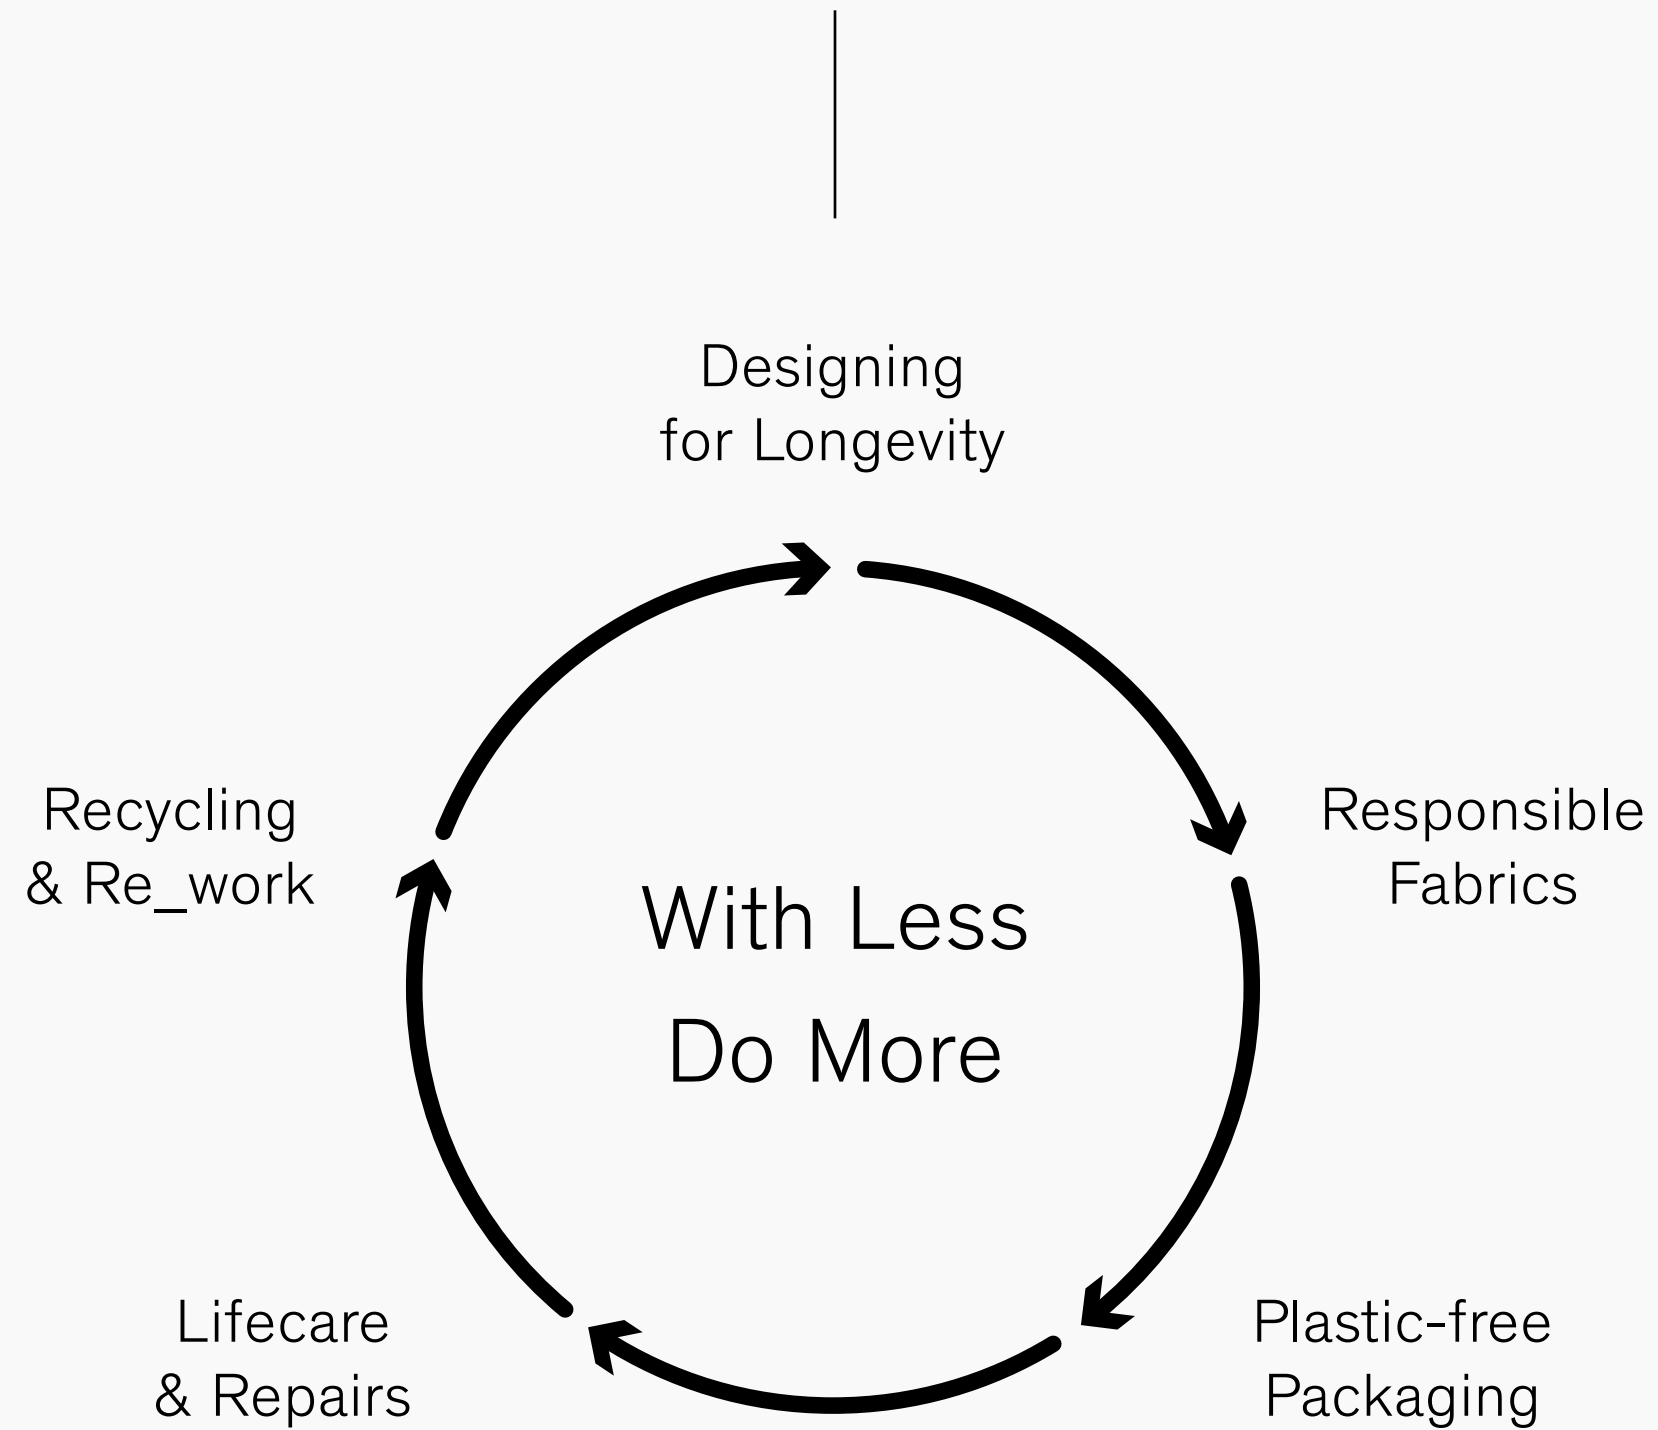 Designing
for Longevity
Responsible
Fabrics
Plastic-free
Packaging
Lifecare
& Repairs
Recycling
& Re_work
With Less
Do More